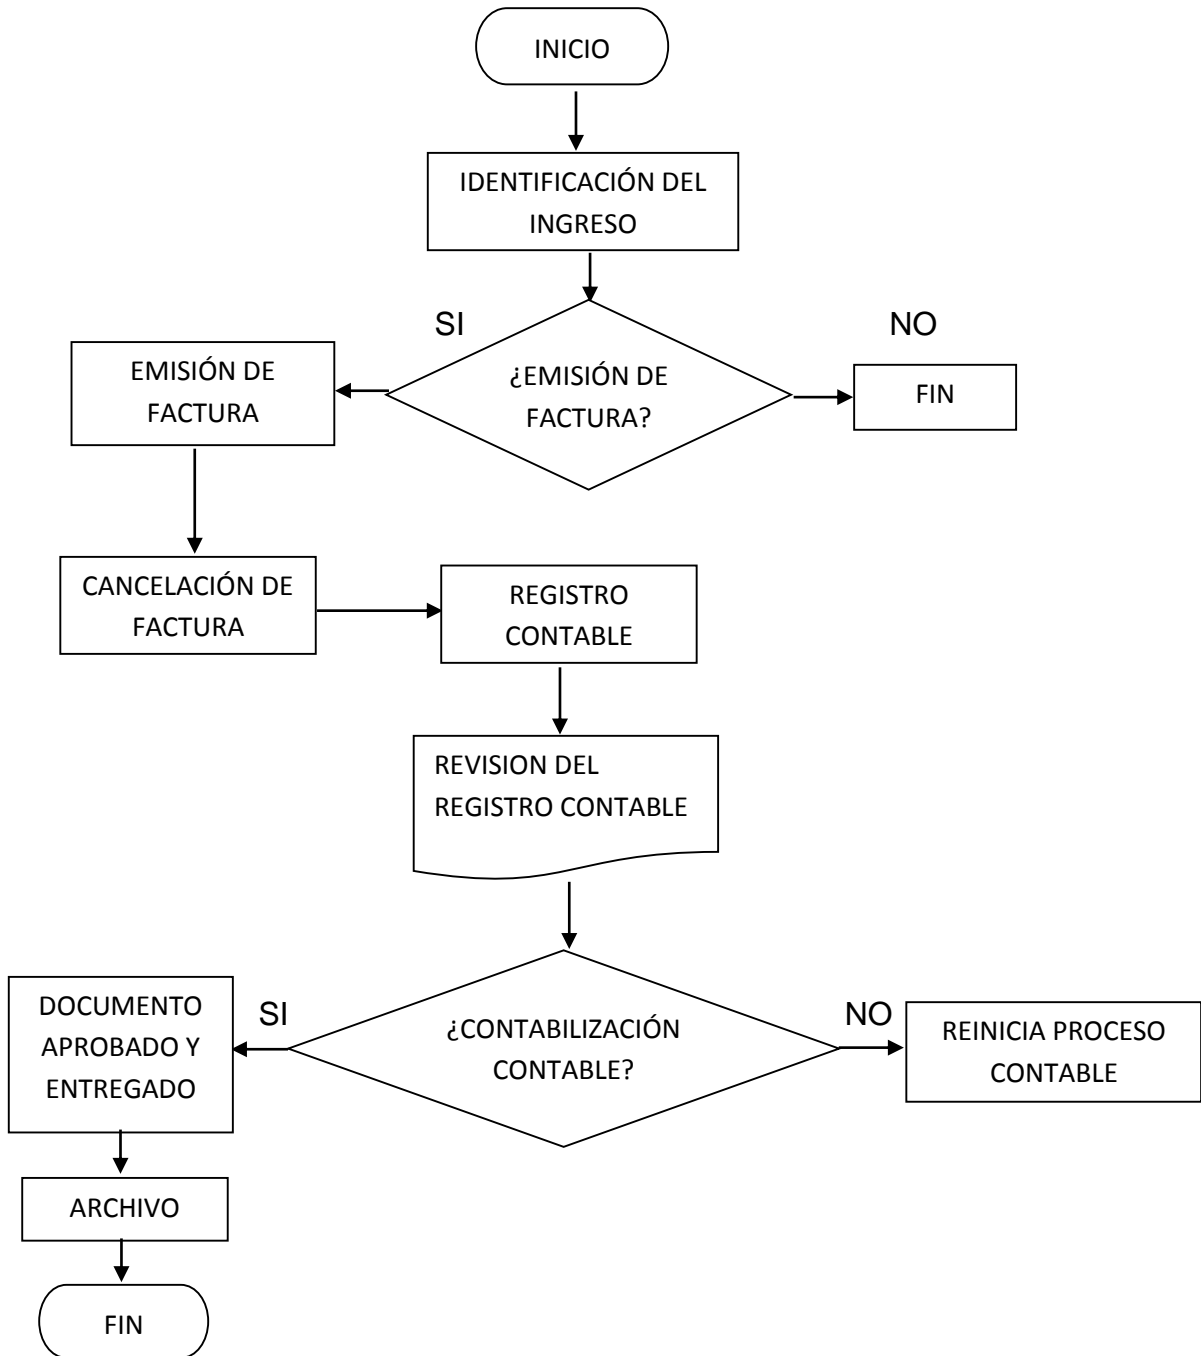 INICIO
IDENTIFICACIÓN DEL
INGRESO
SI
NO
EMISIÓN DE
FACTURA
¿EMISIÓN DE
FACTURA?
FIN
CANCELACIÓN DE
FACTURA
REGISTRO
CONTABLE
REVISION DEL
REGISTRO CONTABLE
DOCUMENTO
APROBADO Y
ENTREGADO
SI
¿CONTABILIZACIÓN
CONTABLE?
NO
REINICIA PROCESO
CONTABLE
ARCHIVO
FIN